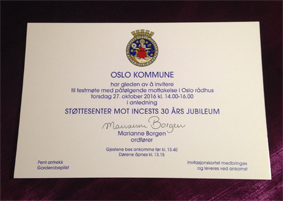 OSLO KOMMUNE
har gleden av å invitere
til festmøte med påfølgende mottakelse i Oslo rådhus
torsdag 27. oktober 2016 kl. 14.00-16.00
i anledning
STØTTESENTER MOT INCESTS 30 ÅRS JUBILEUM
Marianne Borgen
Marianne Borgen
ordfører
Gjestene bes ankomme før kl. 13.40
Dørene åpnes kl. 13.15
Pent antrekk
Invitasjonskortet medbringes
og leveres ved ankomst